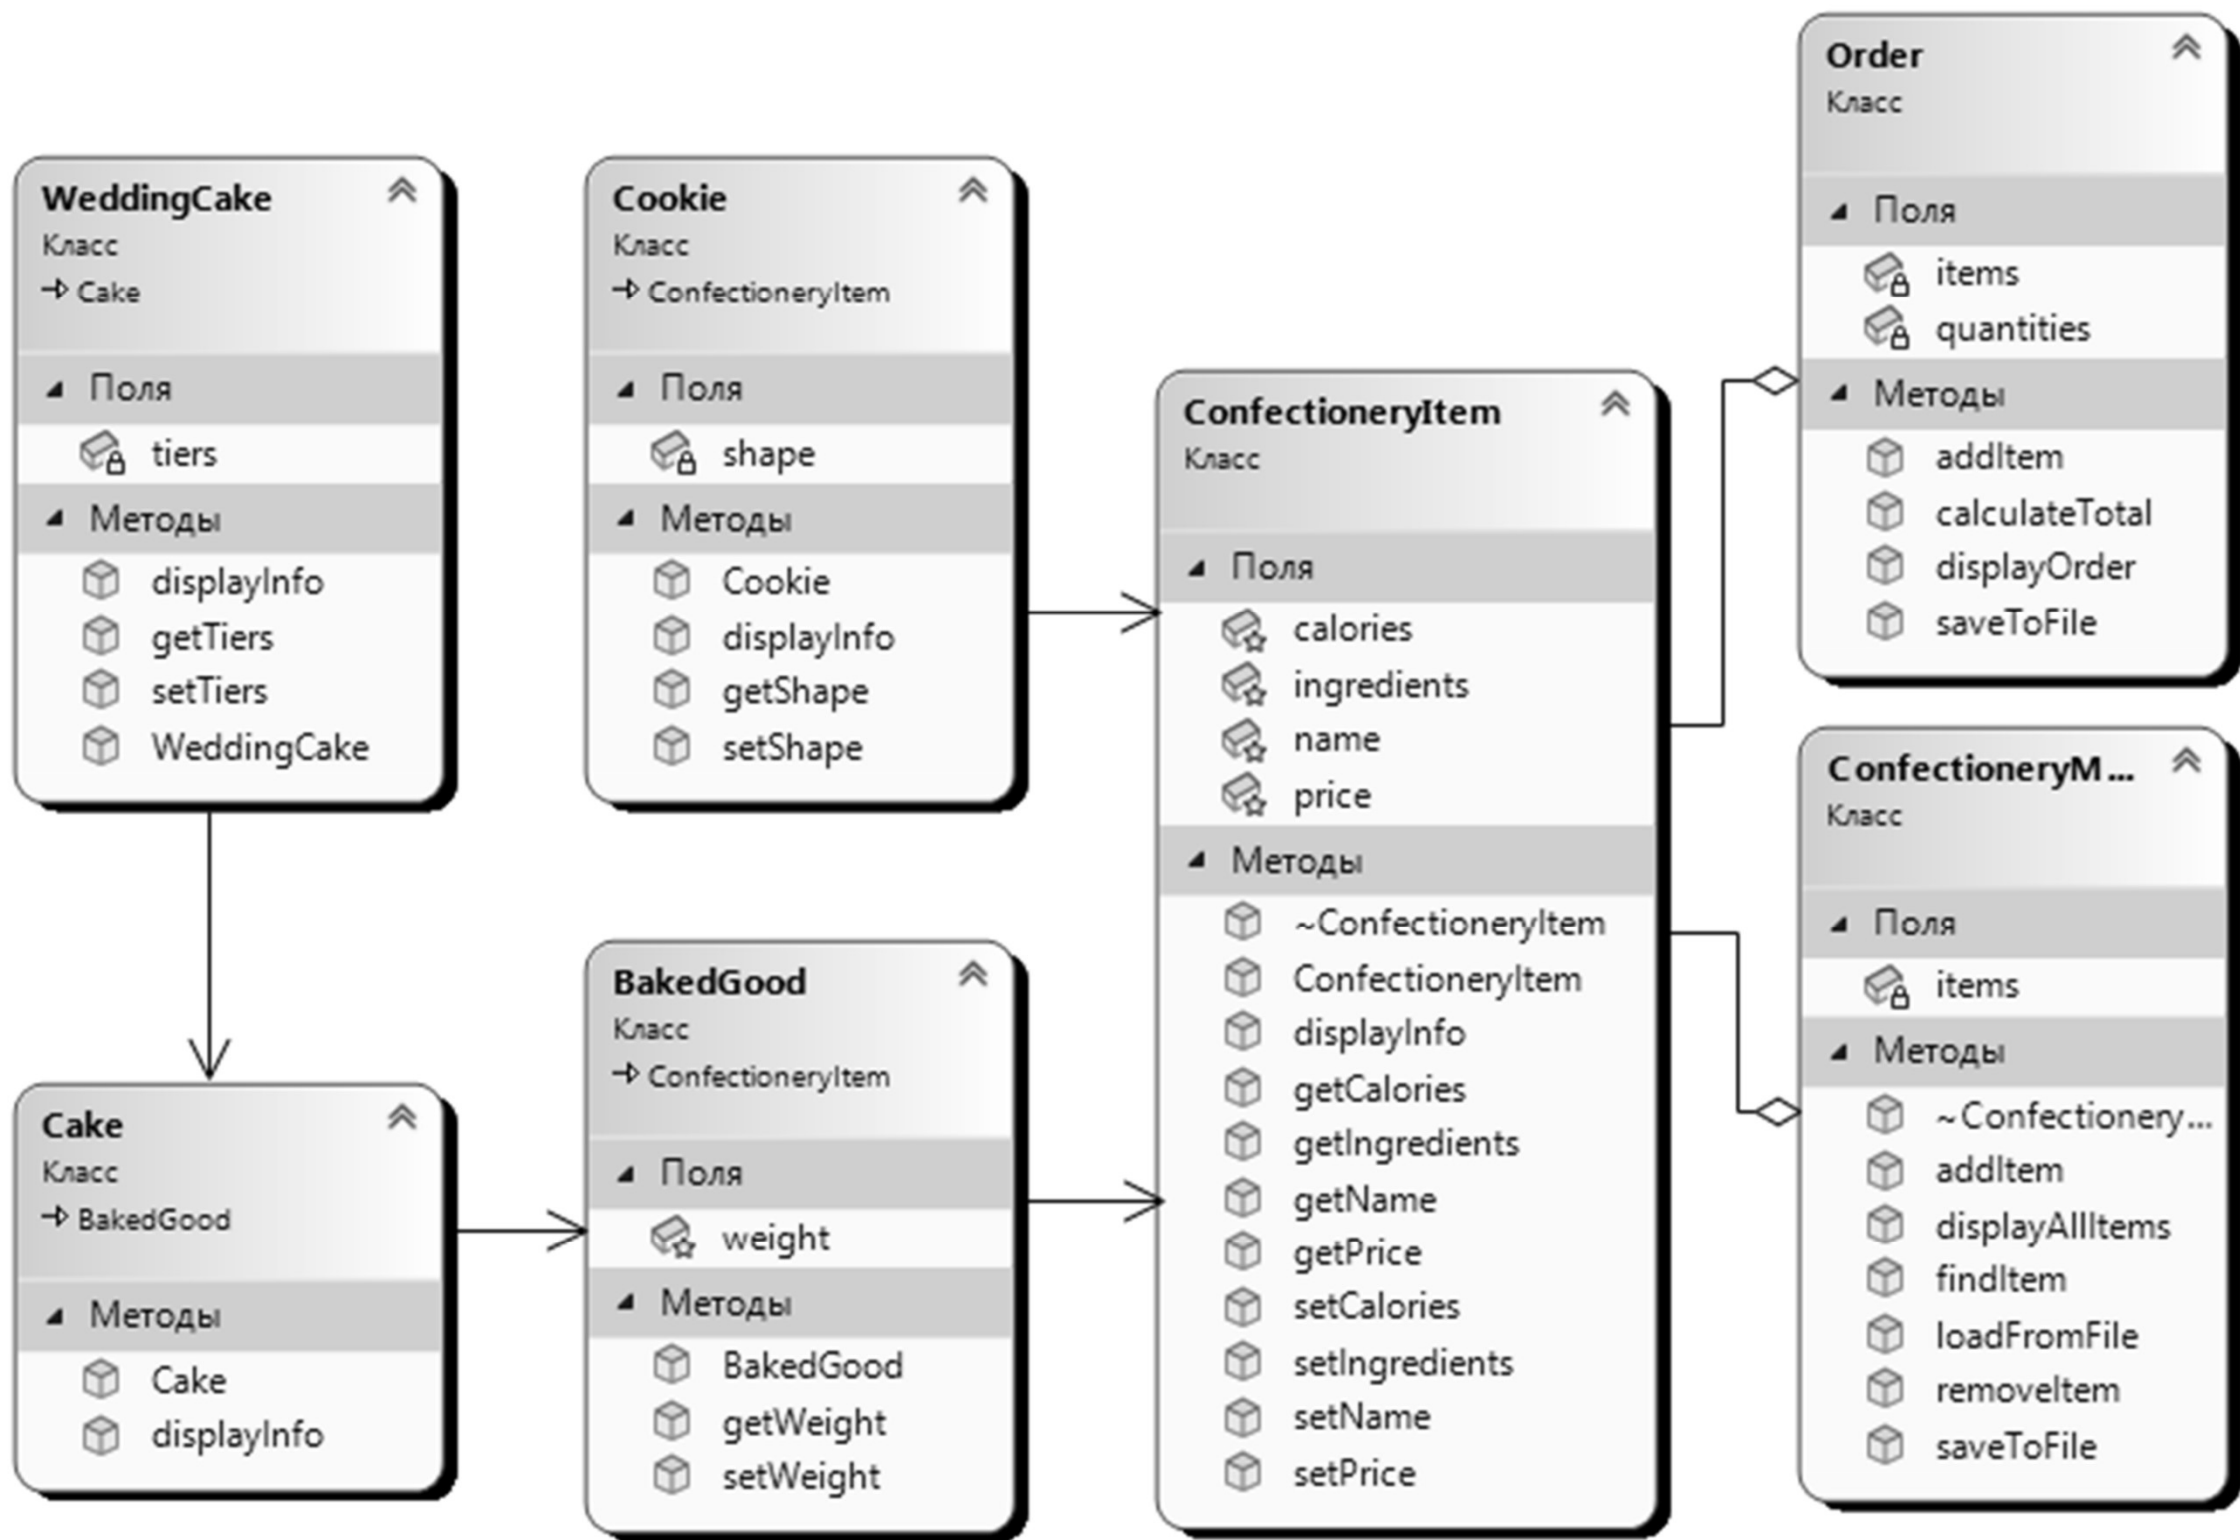 WeddingCake
Класс
Cake
Поля
tiers
Методы
displayInfo
getTiers
setTiers
WeddingCake
Cookie
Класс
ConfectioneryItem
Поля
shape
Методы
Cookie
displayInfo
getShape
setShape
Cake
Класс
BakedGood
Методы
Cake
displayInfo
BakedGood
Класс
ConfectioneryItem
Поля
weight
Методы
BakedGood
getWeight
setWeight
ConfectioneryItem
Класс
Поля
calories
ingredients
name
price
Методы
~ConfectioneryItem
ConfectioneryItem
displayInfo
getCalories
getIngredients
getName
getPrice
setCalories
setIngredients
setName
setPrice
Order
Класс
Поля
items
quantities
Методы
addItem
calculateTotal
displayOrder
saveToFile
ConfectioneryM...
Класс
Поля
items
Методы
~Confectionery...
addItem
displayAllItems
findItem
loadFromFile
removeItem
saveToFile